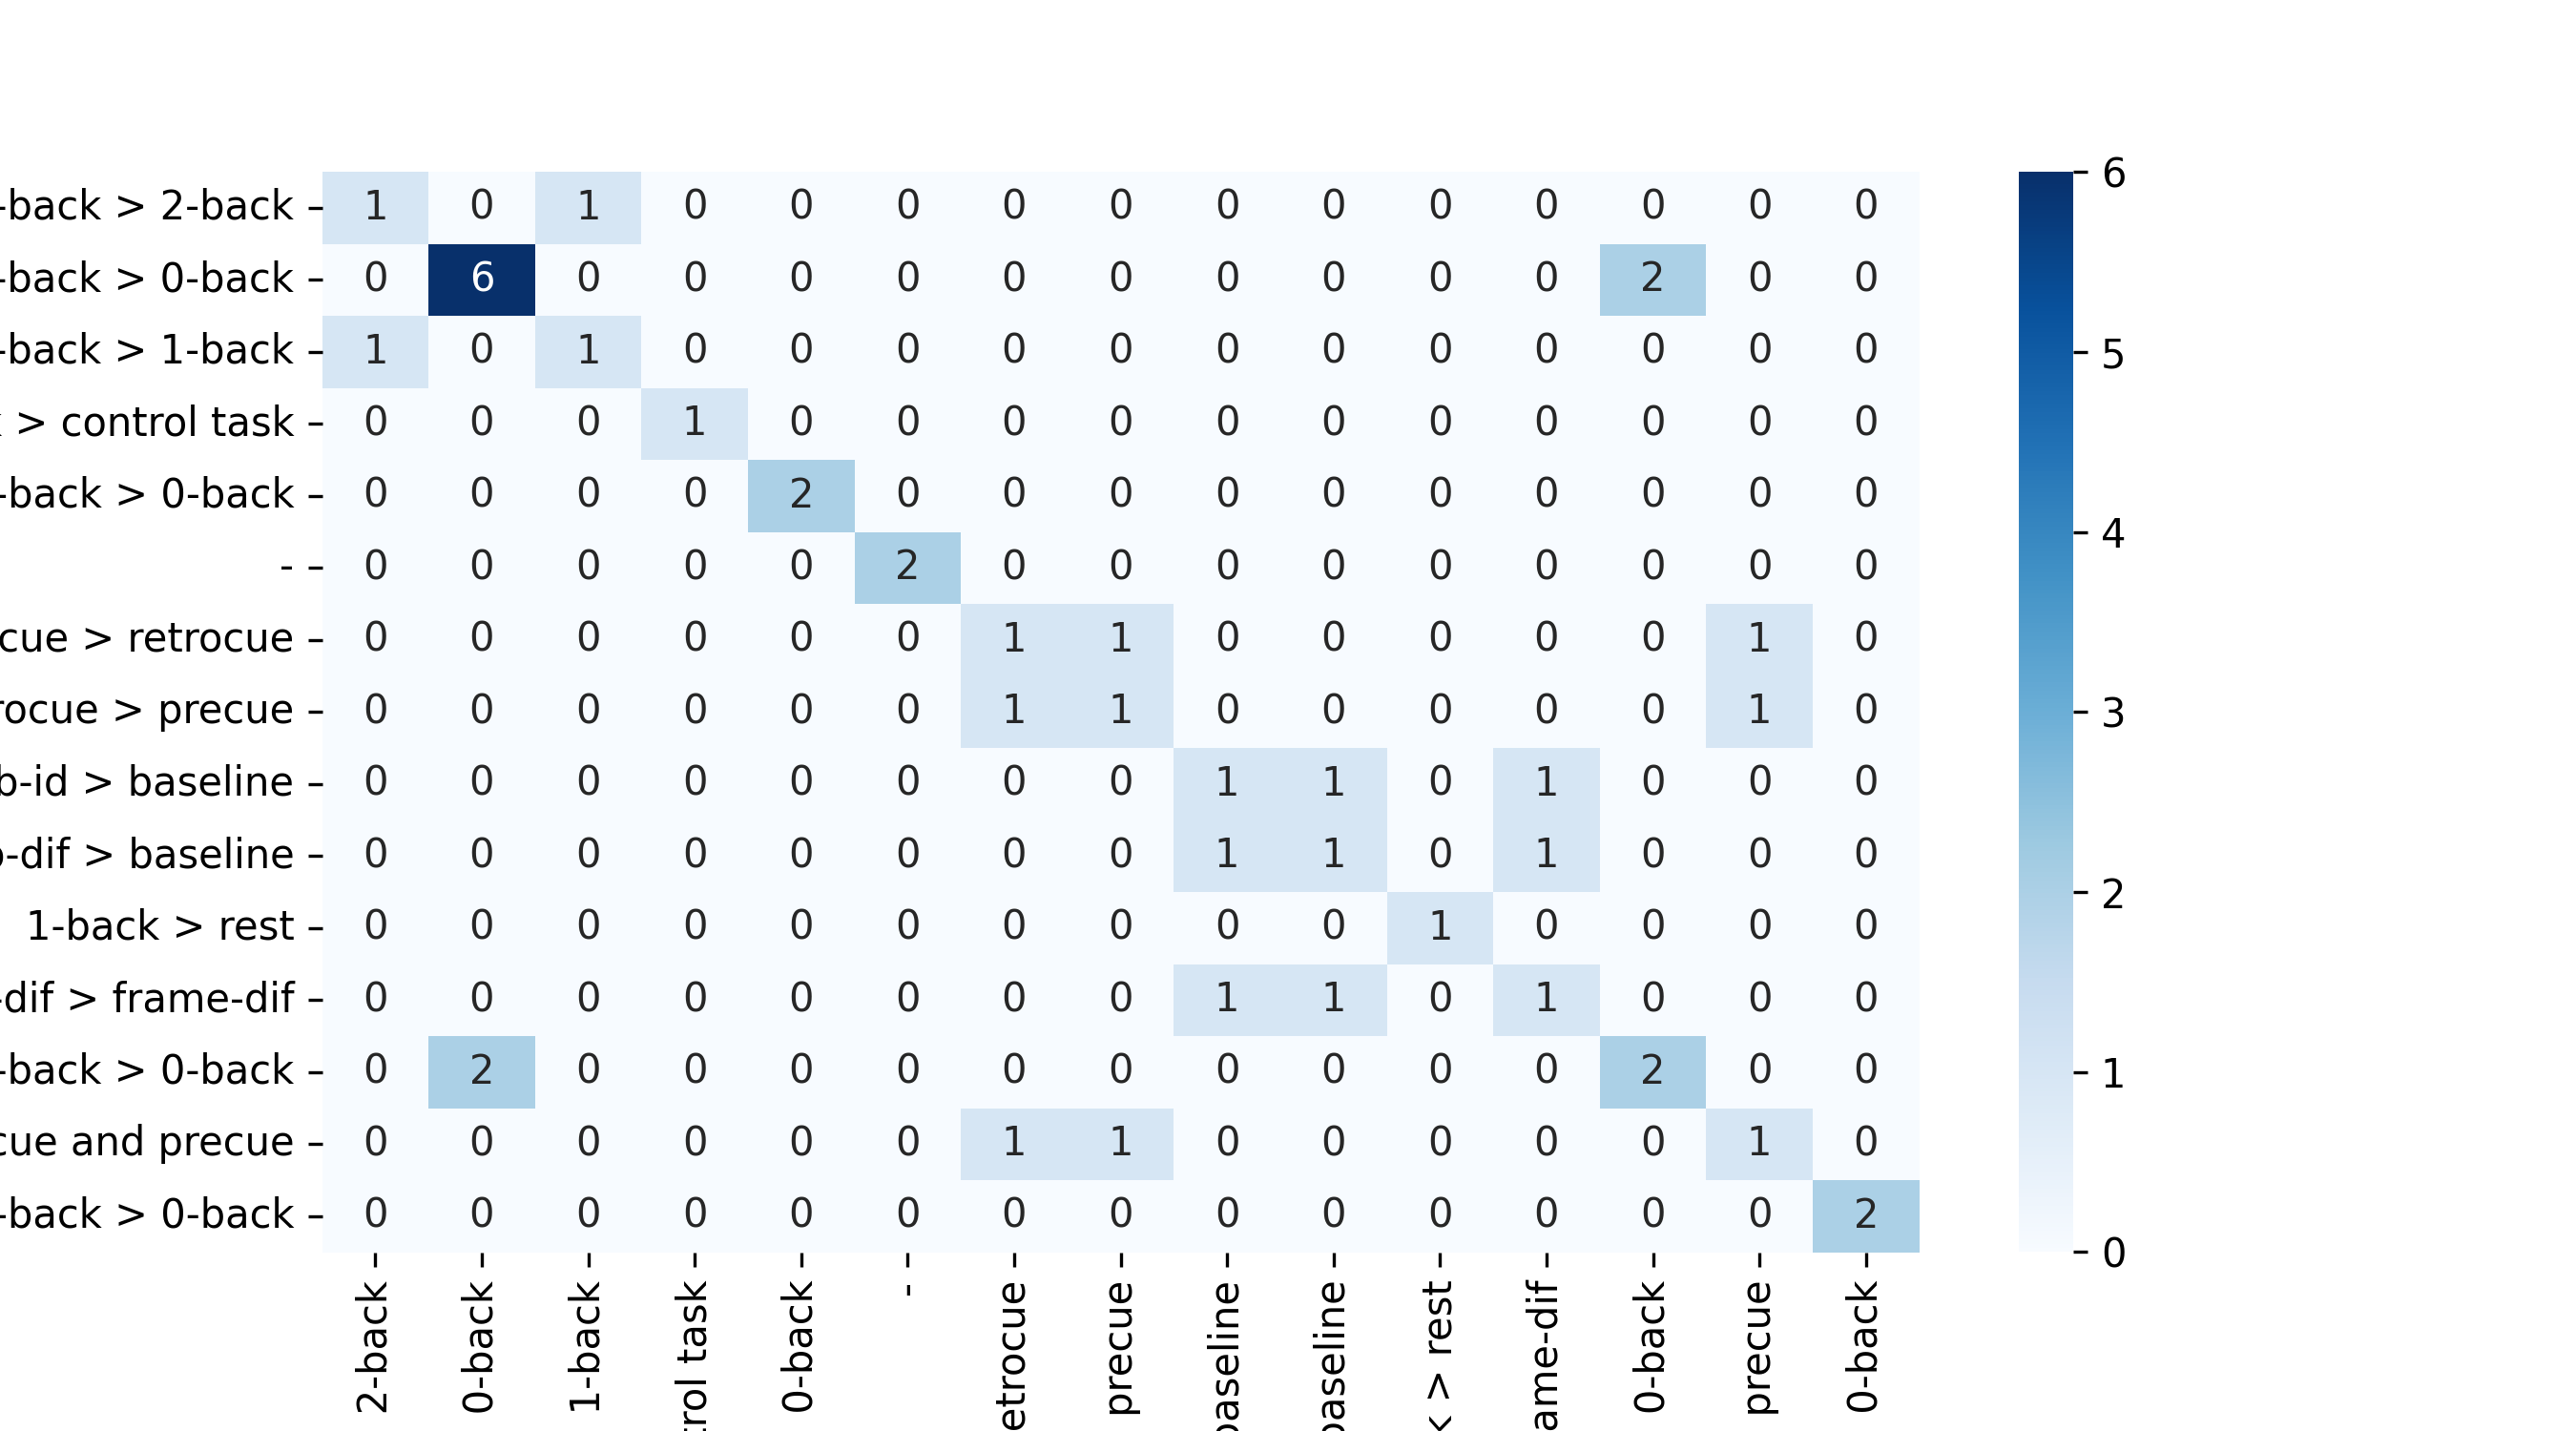 -back > 2-back 1 0 1 0 0 0 0 0 0 0 0 0 0 0 0
-back > 0-back 0 6 0 0 0 0 0 0 0 0 0 0 2 0 0
-back > 1-back 1 0 1 0 0 0 0 0 0 0 0 0 0 0 0
> control task 0 0 0 1 0 0 0 0 0 0 0 0 0 0 0
-back > 0-back 0 0 0 0 2 0 0 0 0 0 0 0 0 0 0
- 0 0 0 0 0 2 0 0 0 0 0 0 0 0 0
cue > retrocue 0 0 0 0 0 0 1 1 0 0 0 0 0 1 0
rocue > precue 0 0 0 0 0 0 1 1 0 0 0 0 0 1 0
b-id > baseline 0 0 0 0 0 0 0 0 1 1 0 1 0 0 0
-dif > baseline 0 0 0 0 0 0 0 0 1 1 0 1 0 0 0
1-back > rest 0 0 0 0 0 0 0 0 0 0 1 0 0 0 0
-dif > frame-dif 0 0 0 0 0 0 0 0 1 1 0 1 0 0 0
-back > 0-back 0 2 0 0 0 0 0 0 0 0 0 0 2 0 0
cue and precue 0 0 0 0 0 0 1 1 0 0 0 0 0 1 0
-back > 0-back 0 0 0 0 0 0 0 0 0 0 0 0 0 0 2
2-back
0-back
1-back
trol task
0-back
-
etrocue
precue
baseline
baseline
k > rest
ame-dif
0-back
precue
0-back
6
5
4
3
2
1
0